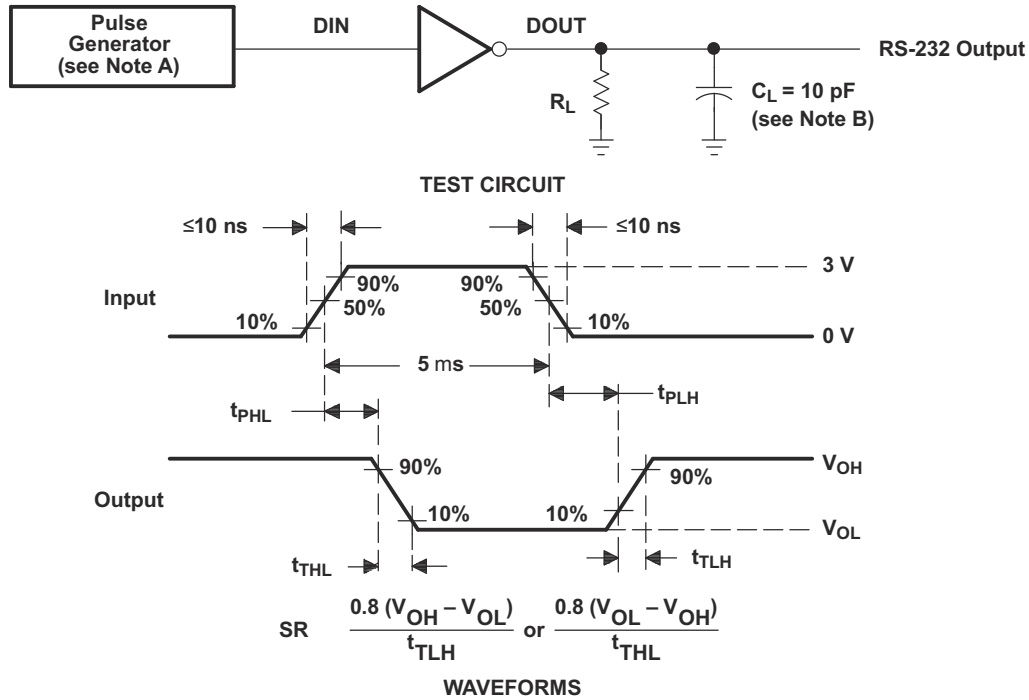 Pulse
Generator
(see Note A)
DIN
DOUT
RS-232 Output
RL
CL = 10 pF
(see Note B)
TEST CIRCUIT
≤10 ns
≤10 ns
3 V
90%
90%
Input
50%
50%
10%
10%
0 V
5 ms
tPHL
tPLH
VOH
90%
90%
Output
10%
10%
VOL
tTHL
tTLH
SR
0.8 (VOH – VOL)
tTLH
or
0.8 (VOL – VOH)
tTHL
WAVEFORMS